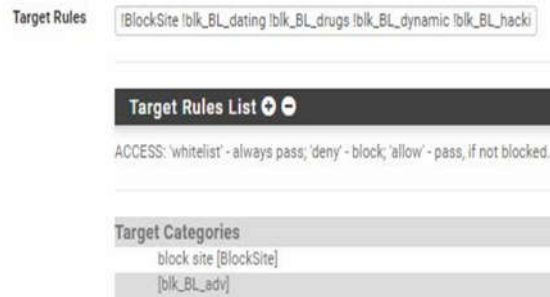 Target Rules
!BlockSite !blk_BL_dating !blk_BL_drugs !blk_BL_dynamic !blk_BL_hacki
Target Rules List
ACCESS: 'whitelist' - always pass; 'deny' - block; 'allow' - pass, if not blocked.
Target Categories
block site [BlockSite]
[blk_BL_adv]